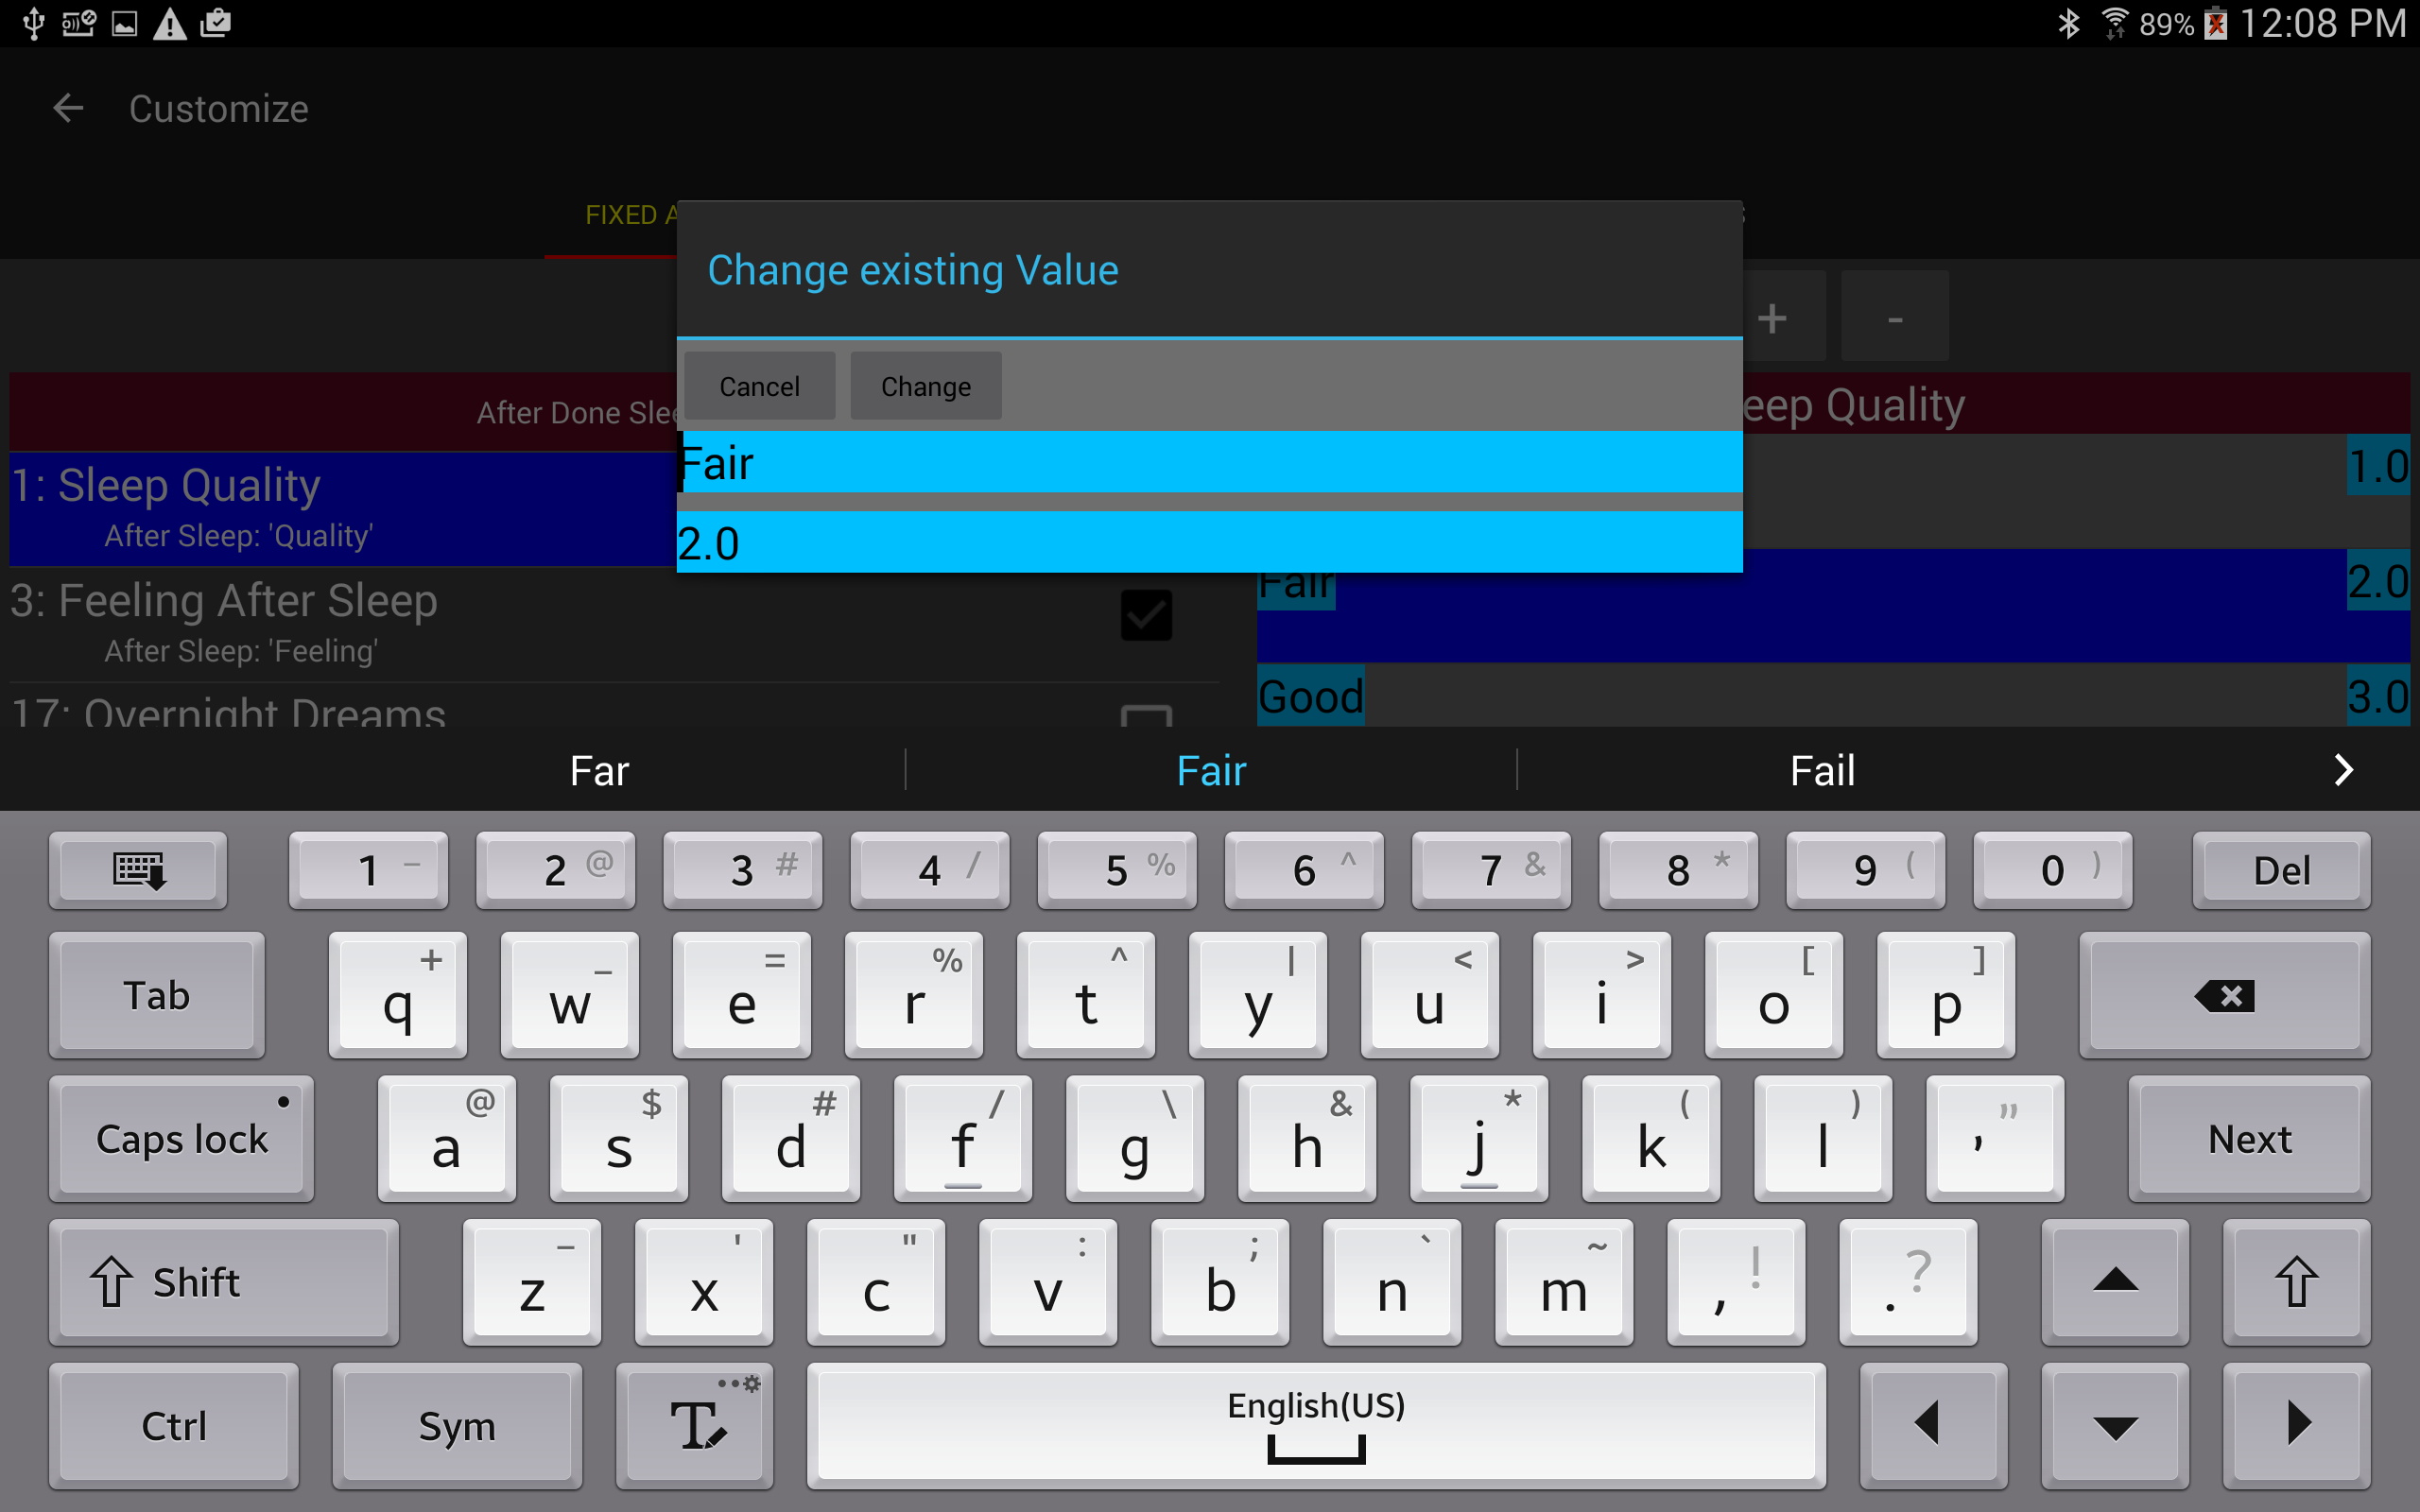 89% 12:08 PM
Customize
FIXED A
Change existing Value
+ -
Cancel Change
After Done Slee
eep Quality
Fair
1.0
1: Sleep Quality
After Sleep: 'Quality'
2.0
Fair 2.0
3: Feeling After Sleep
After Sleep: 'Feeling'
Good 3.0
17: Overnight Dreams
Far Fair Fail
1 – 2 @ 3 # 4 / 5 % 6 ^ 7 & 8 * 9 ( 0 ) Del
Tab q + w _ e = r % t ^ y | u < i > o [ p ]
Caps lock a @ s $ d # f / g \ h & j * k ( l ) ' " Next
Shift z – x ' c " v : b ; n ` m ~ , ! . ?
Ctrl Sym T English(US)